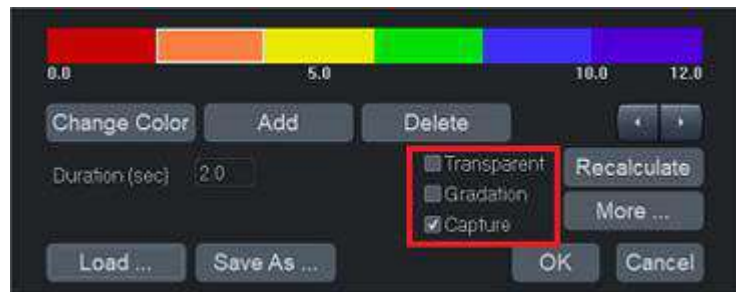 0.0 5.0 10.0 12.0
Change Color Add Delete
Duration (sec) 2.0
Transparent
Gradation
Capture
Recalculate
More ...
Load ... Save As ... OK Cancel